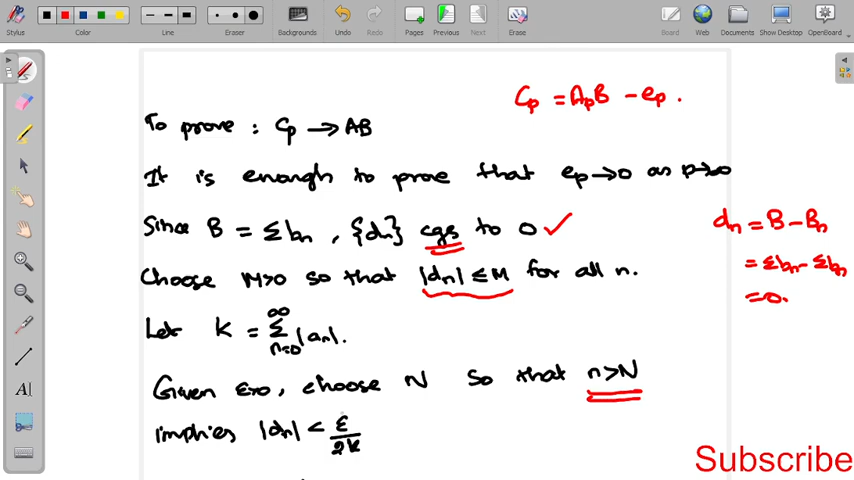 Stylus
Color
Line
Eraser
Backgrounds
Undo
Redo
Pages
Previous
Next
Erase
Board
Web
Documents
Show Desktop
OpenBoard
Cp = ApB - ep.
To prove : Cp → AB
It is enough to prove that ep → 0 as p → ∞
Since B = Σbn , {dn} cgs to 0 ✓
dn = B - Bn
= Σbn - Σbn
= 0.
Choose M>0 so that |dn| ≤ M for all n.
Let K = ∞Σn=0 |an|.
Given ε>0, choose N so that n>N
implies |dn| < ε/2K
Subscribe